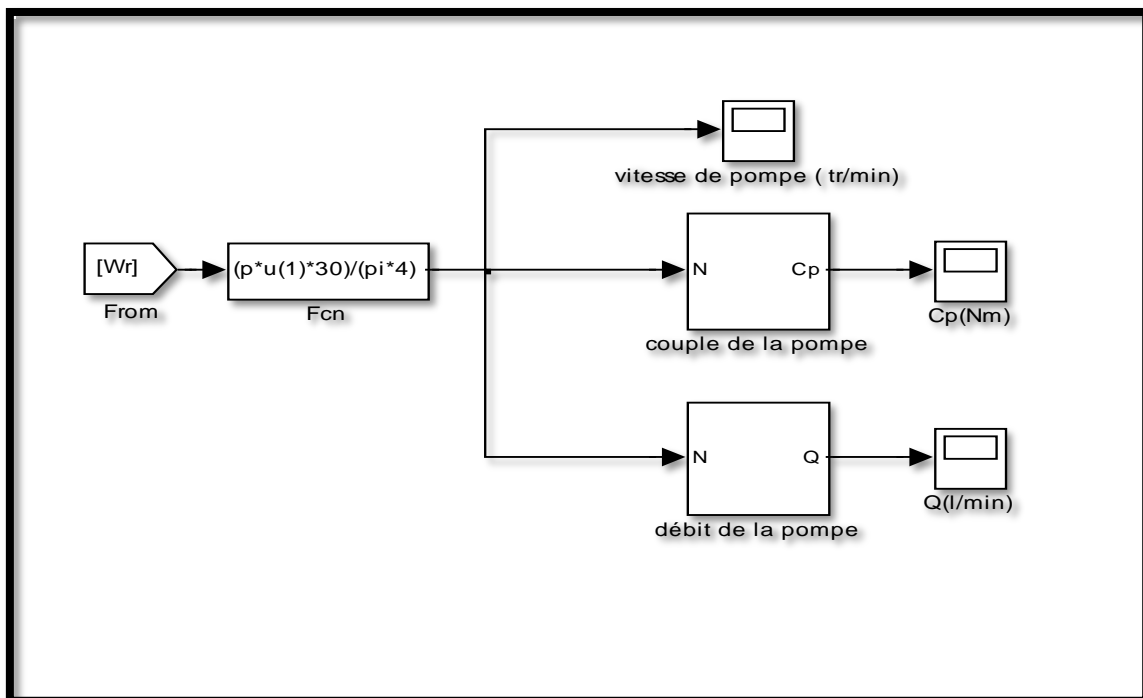 vitesse de pompe ( tr/min)
[Wr]
From
(p*u(1)*30)/(pi*4)
Fcn
N
Cp
couple de la pompe
Cp(Nm)
N
Q
débit de la pompe
Q(l/min)